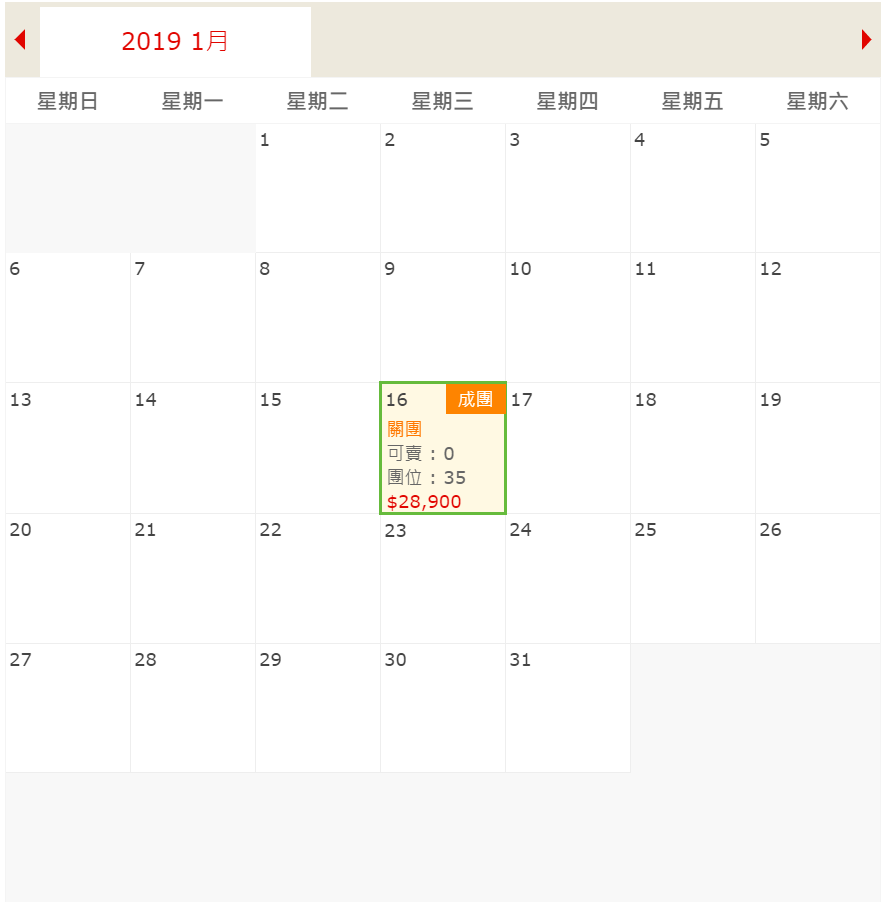 2019 1月
星期日 星期一 星期二 星期三 星期四 星期五 星期六
1 2 3 4 5
6 7 8 9 10 11 12
13 14 15 16 成團 17 18 19
關團
可賣：0
團位：35
$28,900
20 21 22 23 24 25 26
27 28 29 30 31